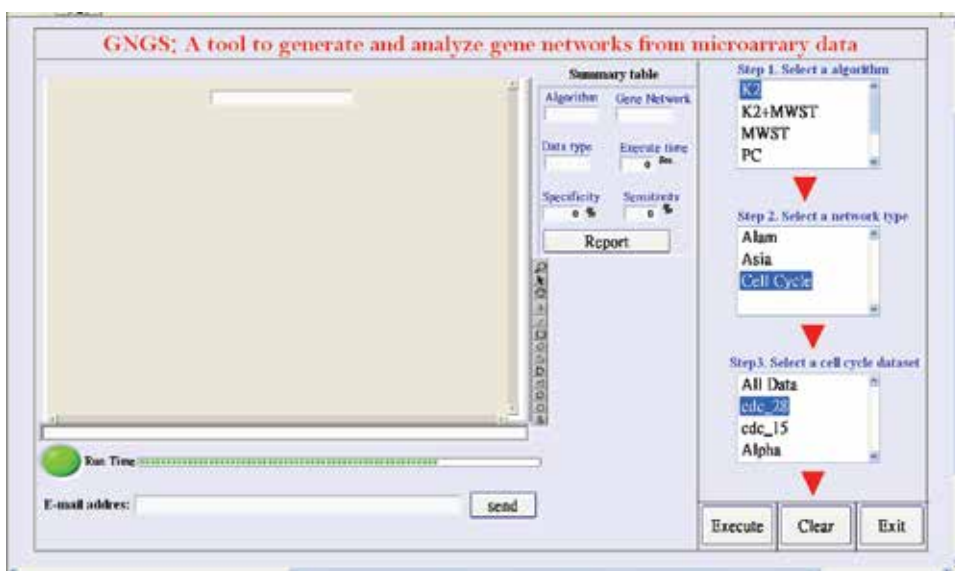 GNGS; A tool to generate and analyze gene networks from microarrary data
Summary table
Algorithm Gene Network
Data type Execute time
0 Sec.
Specificity Sensitivity
0 % 0 %
Report
Run Time
E-mail addres:
send
Step 1. Select a algorithm
K2
K2+MWST
MWST
PC
Step 2. Select a network type
Alam
Asia
Cell Cycle
Step3. Select a cell cycle dataset
All Data
cdc_28
cdc_15
Alpha
Execute Clear Exit